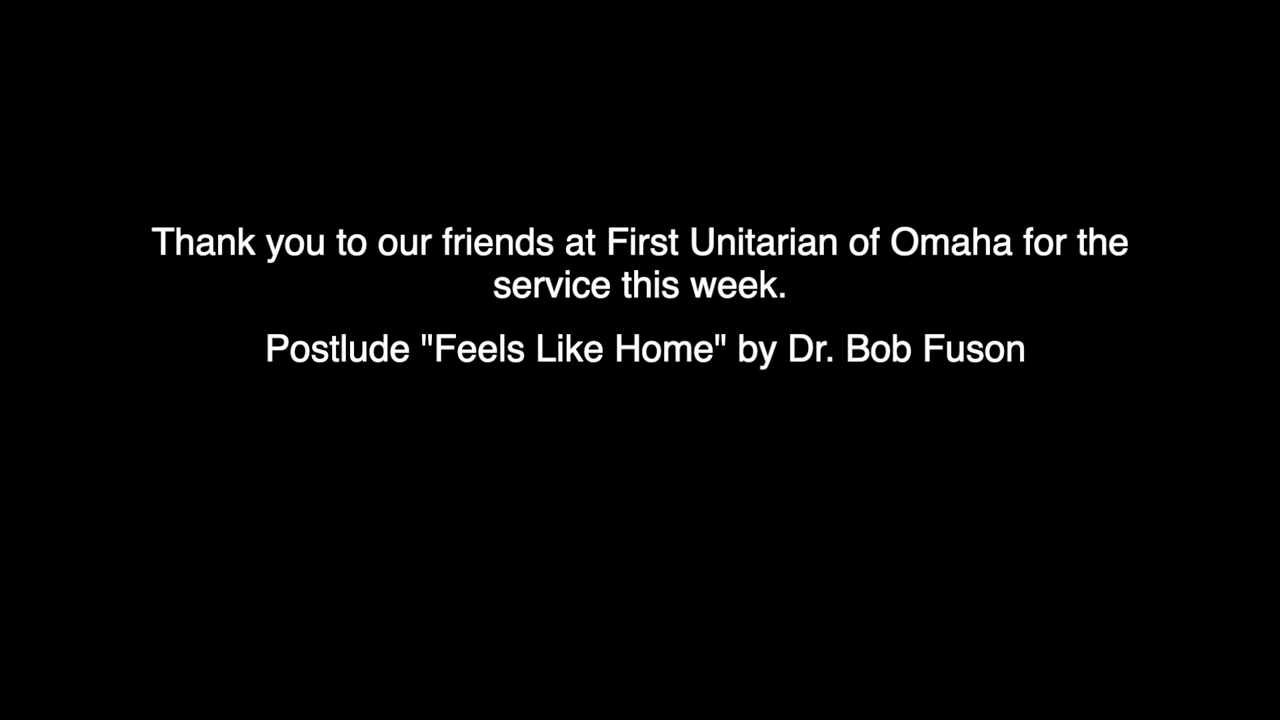 Thank you to our friends at First Unitarian of Omaha for the
service this week.
Postlude "Feels Like Home" by Dr. Bob Fuson